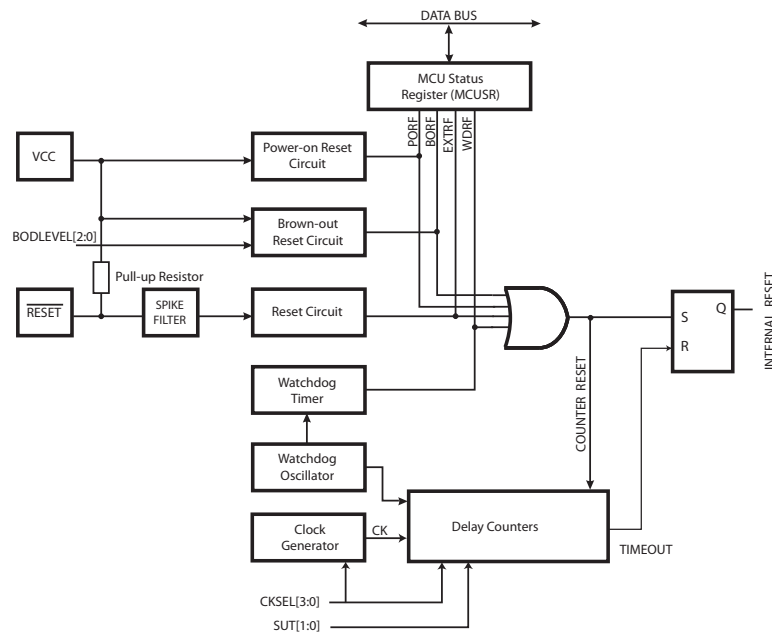 DATA BUS
MCU Status
Register (MCUSR)
PORF
BORF
EXTRF
WDRF
VCC
Power-on Reset
Circuit
Brown-out
Reset Circuit
BODLEVEL[2:0]
Pull-up Resistor
RESET
SPIKE
FILTER
Reset Circuit
S
Q
R
INTERNAL RESET
COUNTER RESET
Watchdog
Timer
Watchdog
Oscillator
Clock
Generator
CK
Delay Counters
TIMEOUT
CKSEL[3:0]
SUT[1:0]